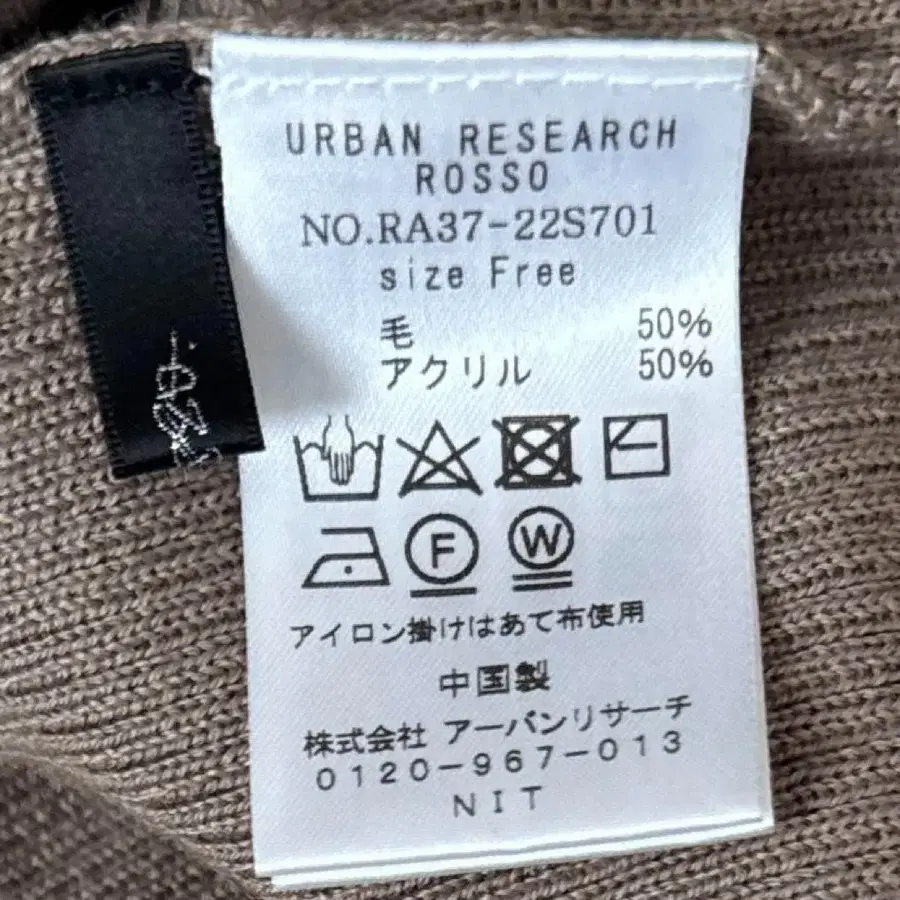 URBAN RESEARCH
ROSSO
NO.RA37-22S701
size Free
毛 50%
アクリル 50%
F W
アイロン掛けはあて布使用
中国製
株式会社 アーバンリサーチ
0120-967-013
NIT